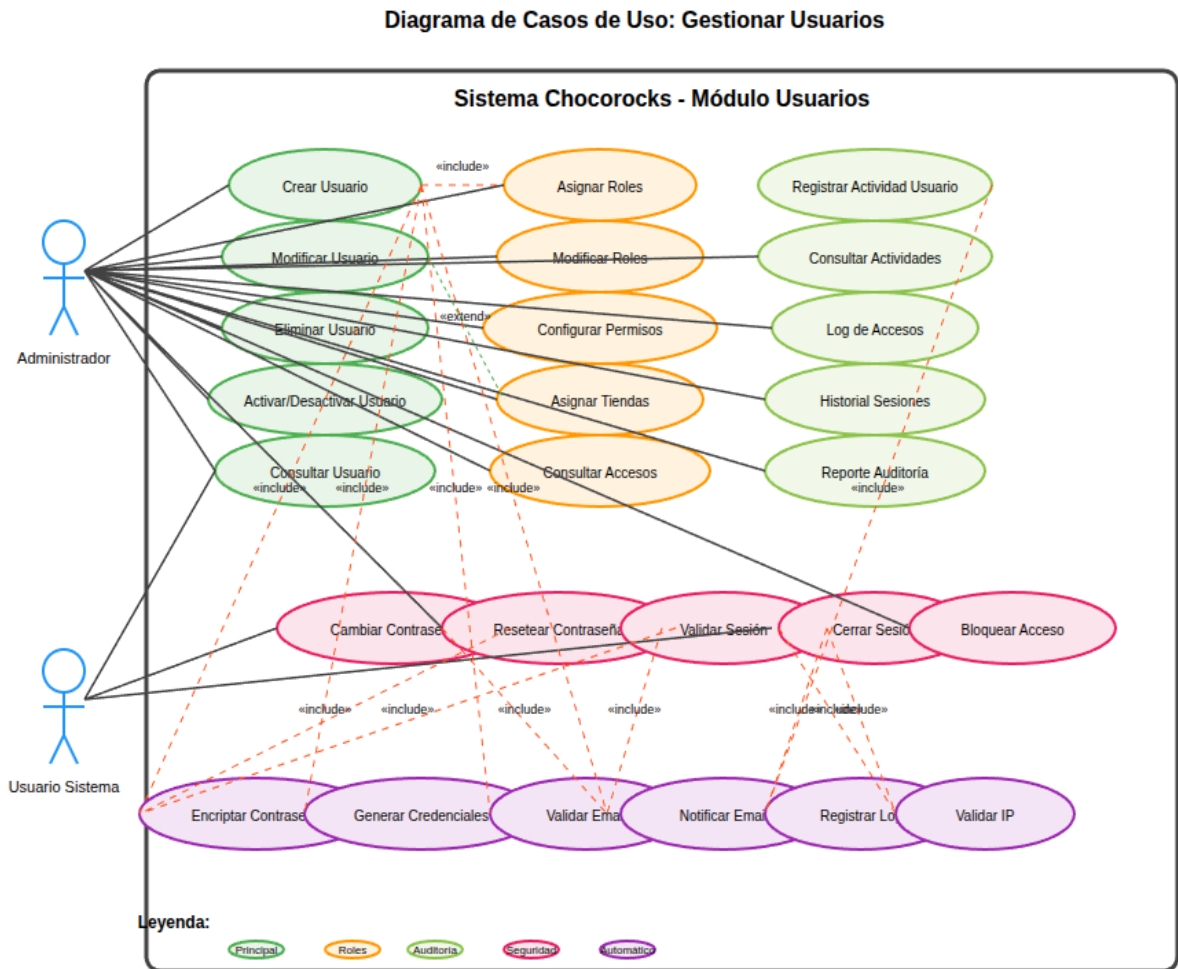 Diagrama de Casos de Uso: Gestionar Usuarios
Sistema Chocorocks - Módulo Usuarios
Crear Usuario
«include»
Asignar Roles
Registrar Actividad Usuario
Modificar Usuario
Modificar Roles
Consultar Actividades
Eliminar Usuario
«extend»
Configurar Permisos
Log de Accesos
Administrador
Activar/Desactivar Usuario
Asignar Tiendas
Historial Sesiones
Consultar Usuario
Consultar Accesos
Reporte Auditoría
«include»
«include»
«include»
«include»
«include»
Cambiar Contrase
Resetear Contraseña
Validar Sesión
Cerrar Sesió
Bloquear Acceso
«include»
«include»
«include»
«include»
«include»
«include»
«include»
Usuario Sistema
Encriptar Contrase
Generar Credenciales
Validar Emai
Notificar Emai
Registrar Lo
Validar IP
Leyenda:
Principal
Roles
Auditoría
Seguridad
Automático